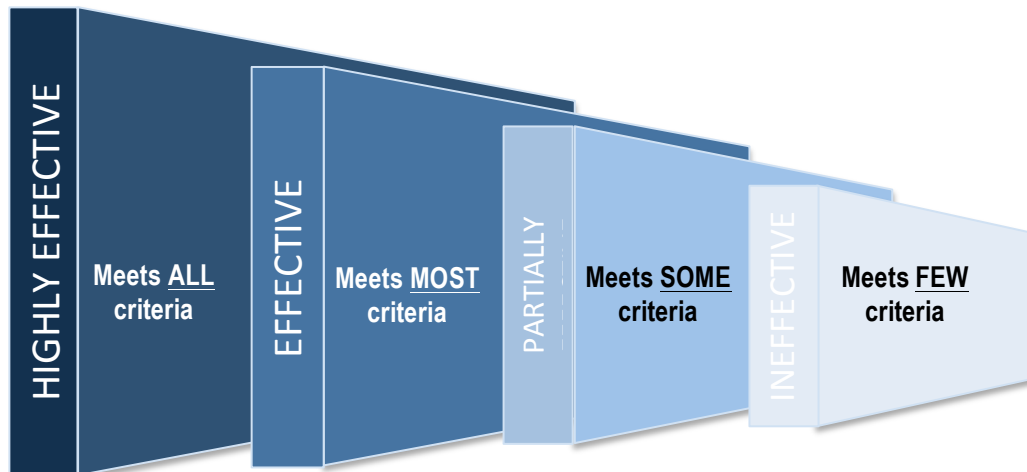 HIGHLY EFFECTIVE
Meets ALL
criteria
EFFECTIVE
Meets MOST
criteria
PARTIALLY
Meets SOME
criteria
INEFFECTIVE
Meets FEW
criteria